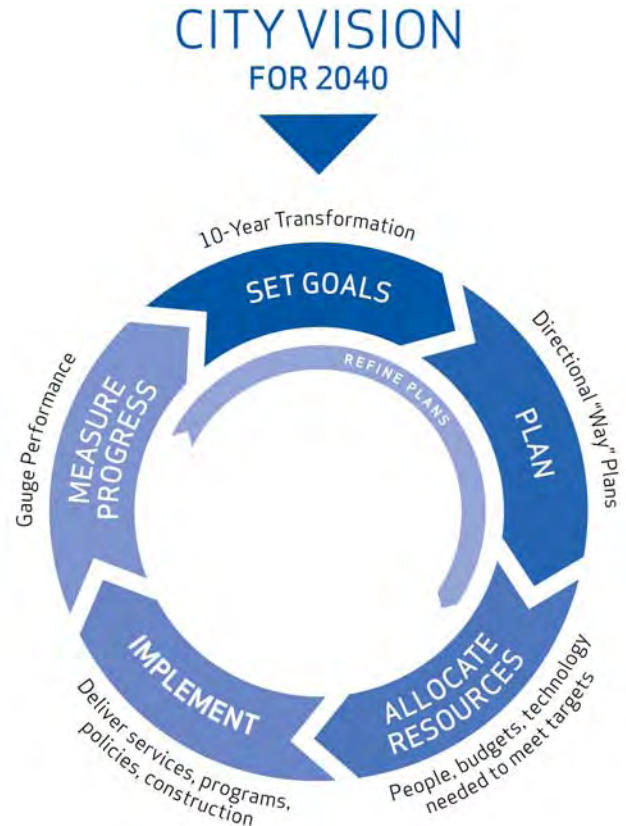 CITY VISION
FOR 2040
10-Year Transformation
SET GOALS
REFINE PLANS
Directional "Way" Plans
PLAN
ALLOCATE
RESOURCES
People, budgets, technology
needed to meet targets
IMPLEMENT
Deliver services, programs,
policies, construction
MEASURE
PROGRESS
Gauge Performance